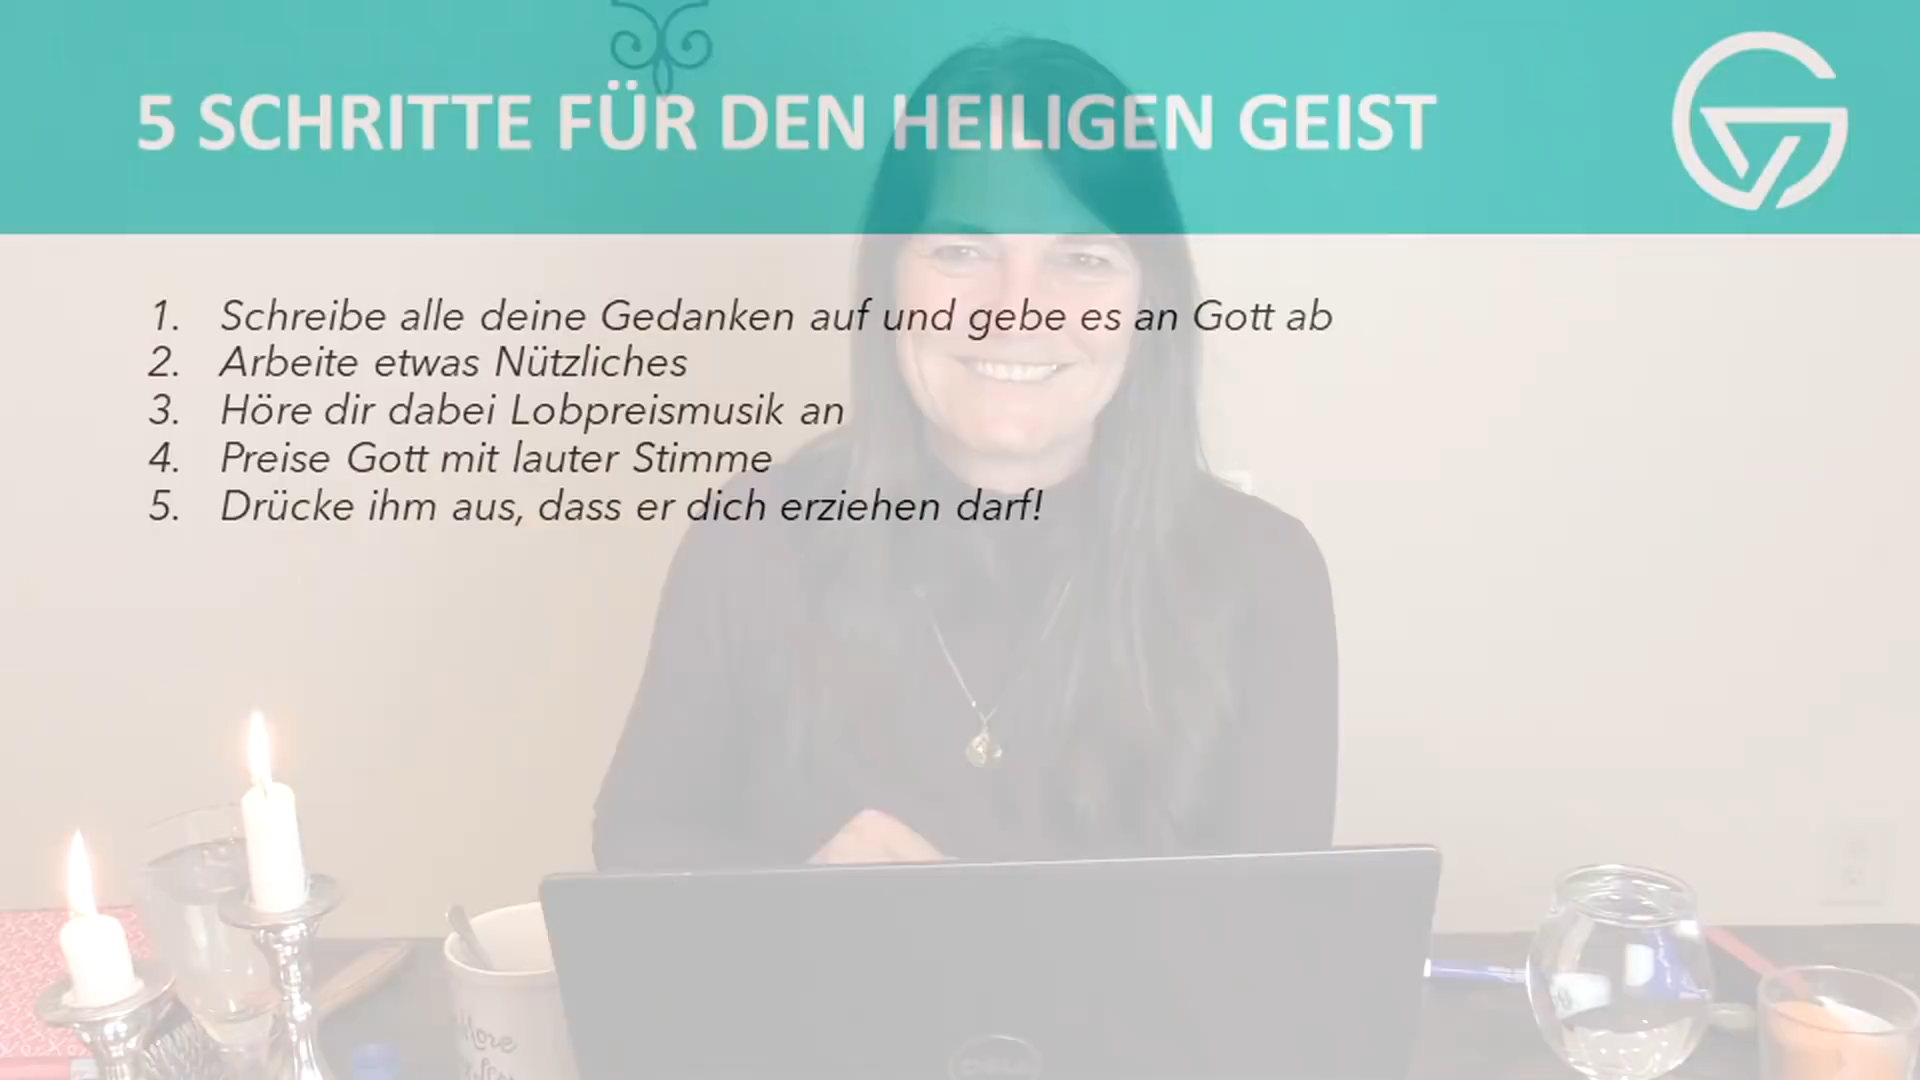 5 SCHRITTE FÜR DEN HEILIGEN GEIST
1. Schreibe alle deine Gedanken auf und gebe es an Gott ab
2. Arbeite etwas Nützliches
3. Höre dir dabei Lobpreismusik an
4. Preise Gott mit lauter Stimme
5. Drücke ihm aus, dass er dich erziehen darf!